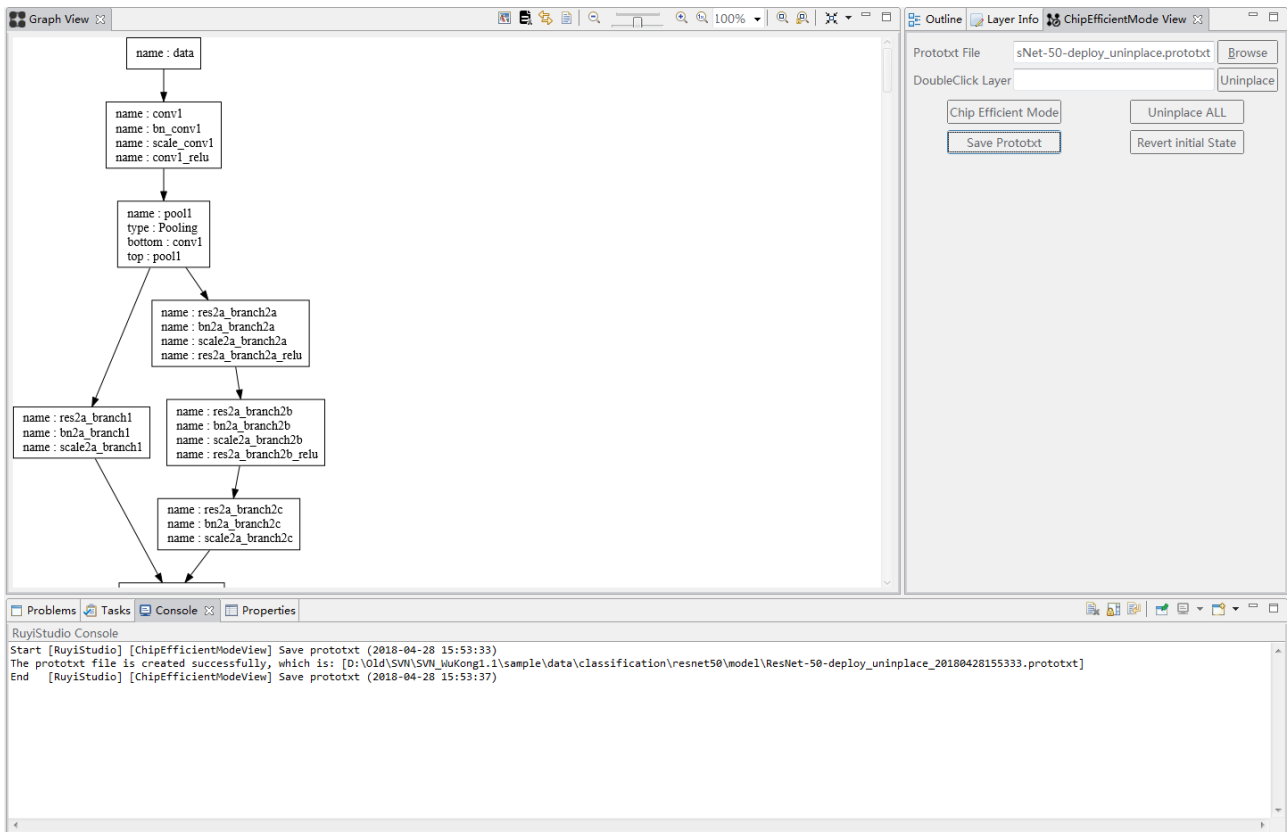 Graph View
100%
name : data
name : conv1
name : bn_conv1
name : scale_conv1
name : conv1_relu
name : pool1
type : Pooling
bottom : conv1
top : pool1
name : res2a_branch2a
name : bn2a_branch2a
name : scale2a_branch2a
name : res2a_branch2a_relu
name : res2a_branch1
name : bn2a_branch1
name : scale2a_branch1
name : res2a_branch2b
name : bn2a_branch2b
name : scale2a_branch2b
name : res2a_branch2b_relu
name : res2a_branch2c
name : bn2a_branch2c
name : scale2a_branch2c
Outline Layer Info ChipEfficientMode View
Prototxt File sNet-50-deploy_uninplace.prototxt Browse
DoubleClick Layer Uninplace
Chip Efficient Mode Uninplace ALL
Save Prototxt Revert initial State
Problems Tasks Console Properties
RuyiStudio Console
Start [RuyiStudio] [ChipEfficientModeView] Save prototxt (2018-04-28 15:53:33)
The prototxt file is created successfully, which is: [D:\Old\SVN\SVN_WuKong1.1\sample\data\classification\resnet50\model\ResNet-50-deploy_uninplace_20180428155333.prototxt]
End [RuyiStudio] [ChipEfficientModeView] Save prototxt (2018-04-28 15:53:37)